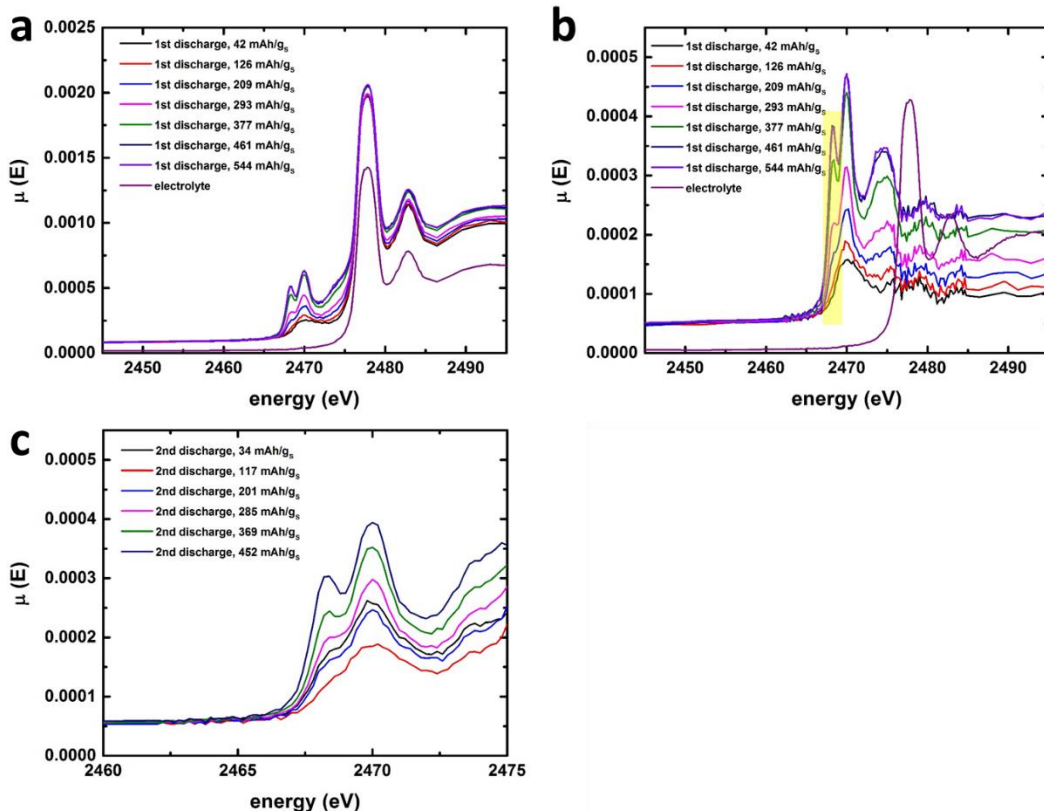 a
0.0025
0.0020
0.0015
0.0010
0.0005
0.0000
μ (E)
1st discharge, 42 mAh/gs
1st discharge, 126 mAh/gs
1st discharge, 209 mAh/gs
1st discharge, 293 mAh/gs
1st discharge, 377 mAh/gs
1st discharge, 461 mAh/gs
1st discharge, 544 mAh/gs
electrolyte
2450 2460 2470 2480 2490
energy (eV)
b
0.0005
0.0004
0.0003
0.0002
0.0001
0.0000
μ (E)
1st discharge, 42 mAh/gs
1st discharge, 126 mAh/gs
1st discharge, 209 mAh/gs
1st discharge, 293 mAh/gs
1st discharge, 377 mAh/gs
1st discharge, 461 mAh/gs
1st discharge, 544 mAh/gs
electrolyte
2450 2460 2470 2480 2490
energy (eV)
c
0.0005
0.0004
0.0003
0.0002
0.0001
0.0000
μ (E)
2nd discharge, 34 mAh/gs
2nd discharge, 117 mAh/gs
2nd discharge, 201 mAh/gs
2nd discharge, 285 mAh/gs
2nd discharge, 369 mAh/gs
2nd discharge, 452 mAh/gs
2460 2465 2470 2475
energy (eV)